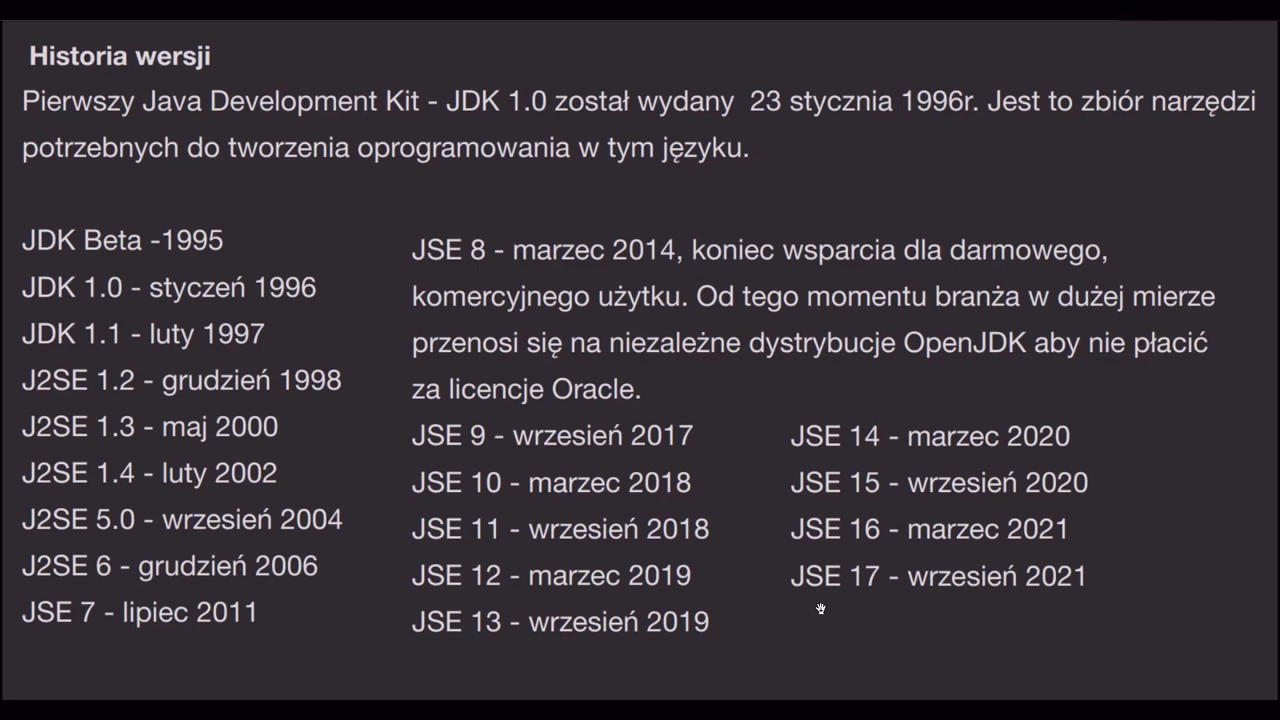 Historia wersji
Pierwszy Java Development Kit - JDK 1.0 został wydany 23 stycznia 1996r. Jest to zbiór narzędzi
potrzebnych do tworzenia oprogramowania w tym języku.
JDK Beta -1995
JDK 1.0 - styczeń 1996
JDK 1.1 - luty 1997
J2SE 1.2 - grudzień 1998
J2SE 1.3 - maj 2000
J2SE 1.4 - luty 2002
J2SE 5.0 - wrzesień 2004
J2SE 6 - grudzień 2006
JSE 7 - lipiec 2011
JSE 8 - marzec 2014, koniec wsparcia dla darmowego,
komercyjnego użytku. Od tego momentu branża w dużej mierze
przenosi się na niezależne dystrybucje OpenJDK aby nie płacić
za licencje Oracle.
JSE 9 - wrzesień 2017
JSE 10 - marzec 2018
JSE 11 - wrzesień 2018
JSE 12 - marzec 2019
JSE 13 - wrzesień 2019
JSE 14 - marzec 2020
JSE 15 - wrzesień 2020
JSE 16 - marzec 2021
JSE 17 - wrzesień 2021